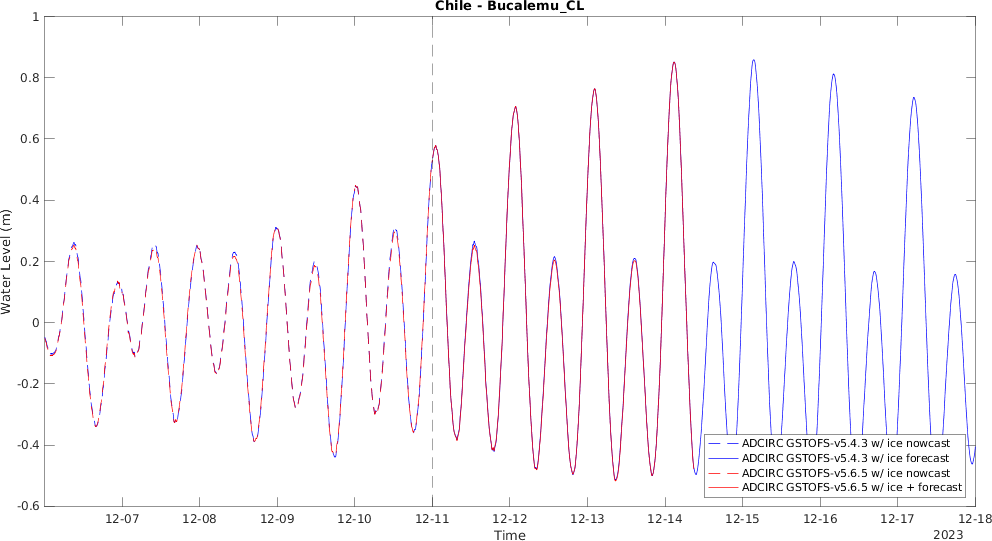 Chile - Bucalemu_CL
1
0.8
0.6
0.4
0.2
0
-0.2
-0.4
-0.6
Water Level (m)
12-07 12-08 12-09 12-10 12-11 12-12 12-13 12-14 12-15 12-16 12-17 12-18
Time
2023
ADCIRC GSTOFS-v5.4.3 w/ ice nowcast
ADCIRC GSTOFS-v5.4.3 w/ ice forecast
ADCIRC GSTOFS-v5.6.5 w/ ice nowcast
ADCIRC GSTOFS-v5.6.5 w/ ice + forecast